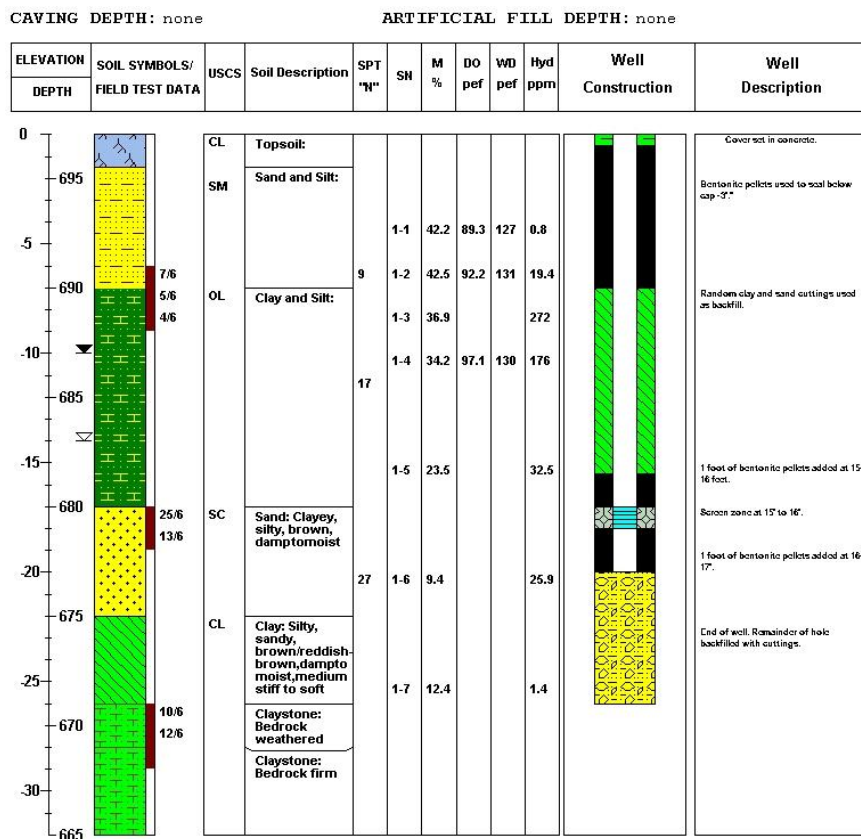 CAVING DEPTH: none ARTIFICIAL FILL DEPTH: none
ELEVATION
DEPTH
SOIL SYMBOLS/
FIELD TEST DATA
USCS
Soil Description
SPT
"N"
SN
M
%
DO
pef
WD
pef
Hyd
ppm
Well
Construction
Well
Description
0
695
-5
690
-10
685
-15
680
-20
675
-25
670
-30
665
7/6
5/6
4/6
25/6
13/6
10/6
12/6
CL
SM
OL
SC
CL
Topsoil:
Sand and Silt:
Clay and Silt:
Sand: Clayey,
silty, brown,
damptomoist
Clay: Silty,
sandy,
brown/reddish-
brown,dampto
moist,medium
stiff to soft
Claystone:
Bedrock
weathered
Claystone:
Bedrock firm
1-1 42.2 89.3 127 0.8
9 1-2 42.5 92.2 131 19.4
1-3 36.9 272
1-4 34.2 97.1 130 176
17
1-5 23.5 32.5
27 1-6 9.4 25.9
1-7 12.4 1.4
Cover set in concrete.
Bentonite pellets used to seal below
cap -3'."
Random clay and sand cuttings used
as backfill.
1 foot of bentonite pellets added at 15-
16 feet.
Screen zone at 15' to 16'.
1 foot of bentonite pellets added at 16-
17'.
End of well. Remainder of hole
backfilled with cuttings.